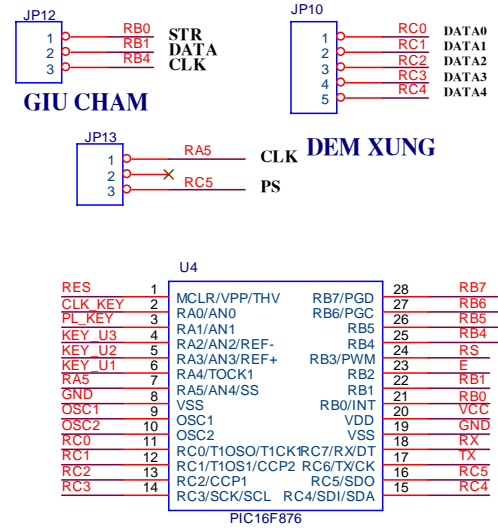 JP12
1 RB0 STR
2 RB1 DATA
3 RB4 CLK
GIU CHAM
JP10
1 RC0 DATA0
2 RC1 DATA1
3 RC2 DATA2
4 RC3 DATA3
5 RC4 DATA4
DEM XUNG
JP13
1 RA5 CLK
2
3 RC5 PS
U4
RES 1 MCLR/VPP/THV RB7/PGD 28 RB7
CLK_KEY 2 RA0/AN0 RB6/PGC 27 RB6
PL_KEY 3 RA1/AN1 RB5 26 RB5
KEY_U3 4 RA2/AN2/REF- RB4 25 RB4
KEY_U2 5 RA3/AN3/REF+ RB3/PWM 24 RS
KEY_U1 6 RA4/TOCK1 RB2 23 E
RA5 7 RA5/AN4/SS RB1 22 RB1
GND 8 VSS RB0/INT 21 RB0
OSC1 9 OSC1 VDD 20 VCC
OSC2 10 OSC2 VSS 19 GND
RC0 11 RC0/T1OSO/T1CK1 RC7/RX/DT 18 RX
RC1 12 RC1/T1OS1/CCP2 RC6/TX/CK 17 TX
RC2 13 RC2/CCP1 RC5/SDO 16 RC5
RC3 14 RC3/SCK/SCL RC4/SDI/SDA 15 RC4
PIC16F876